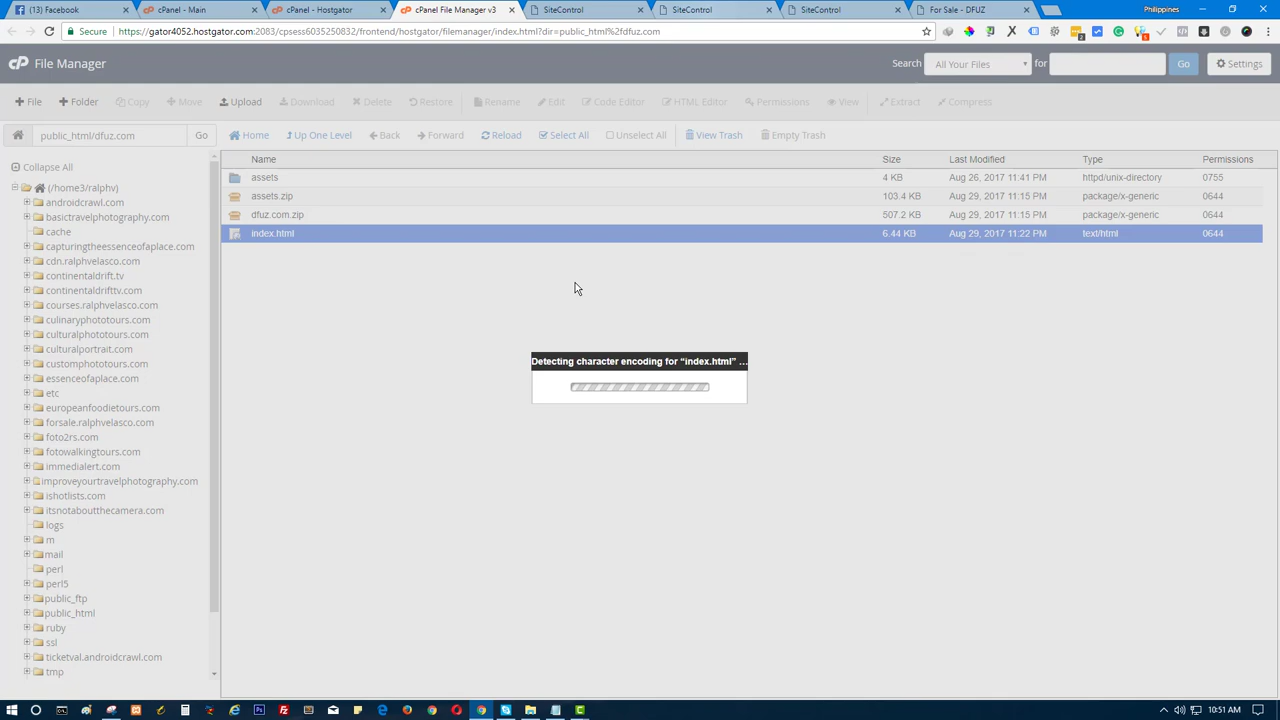 (13) Facebook
cPanel - Main
cPanel - Hostgator
cPanel File Manager v3
SiteControl
SiteControl
SiteControl
For Sale - DFUZ
Philippines
Secure
https://gator4052.hostgator.com:2083/cpsess6035250832/frontend/hostgator/filemanager/index.html?dir=public_html%2fdfuz.com
File Manager
Search
All Your Files
for
Go
Settings
File
Folder
Copy
Move
Upload
Download
Delete
Restore
Rename
Edit
Code Editor
HTML Editor
Permissions
View
Extract
Compress
public_html/dfuz.com
Go
Home
Up One Level
Back
Forward
Reload
Select All
Unselect All
View Trash
Empty Trash
Collapse All
(/home3/ralphv)
androidcrawl.com
basictravelphotography.com
cache
capturingtheessenceofaplace.com
cdn.ralphvelasco.com
continentaldrift.tv
continentaldrifttv.com
courses.ralphvelasco.com
culinaryphototours.com
culturalphototours.com
culturalportrait.com
customphototours.com
essenceofaplace.com
etc
europeanfoodietours.com
forsale.ralphvelasco.com
foto2rs.com
fotowalkingtours.com
immedialert.com
improveyourtravelphotography.com
ishotlists.com
itsnotaboutthecamera.com
logs
m
mail
perl
perl5
public_ftp
public_html
ruby
ssl
ticketval.androidcrawl.com
tmp
Name Size Last Modified Type Permissions
assets 4 KB Aug 26, 2017 11:41 PM httpd/unix-directory 0755
assets.zip 103.4 KB Aug 29, 2017 11:15 PM package/x-generic 0644
dfuz.com.zip 507.2 KB Aug 29, 2017 11:15 PM package/x-generic 0644
index.html 6.44 KB Aug 29, 2017 11:22 PM text/html 0644
Detecting character encoding for “index.html” ...
10:51 AM